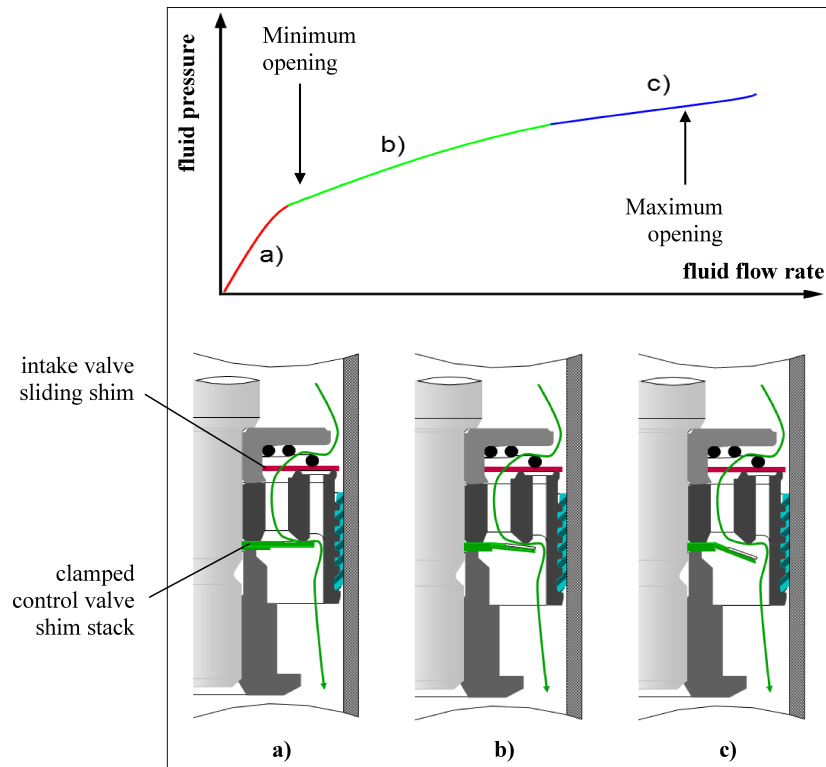 Minimum
opening
fluid pressure
c)
b)
a)
Maximum
opening
fluid flow rate
intake valve
sliding shim
clamped
control valve
shim stack
a)
b)
c)